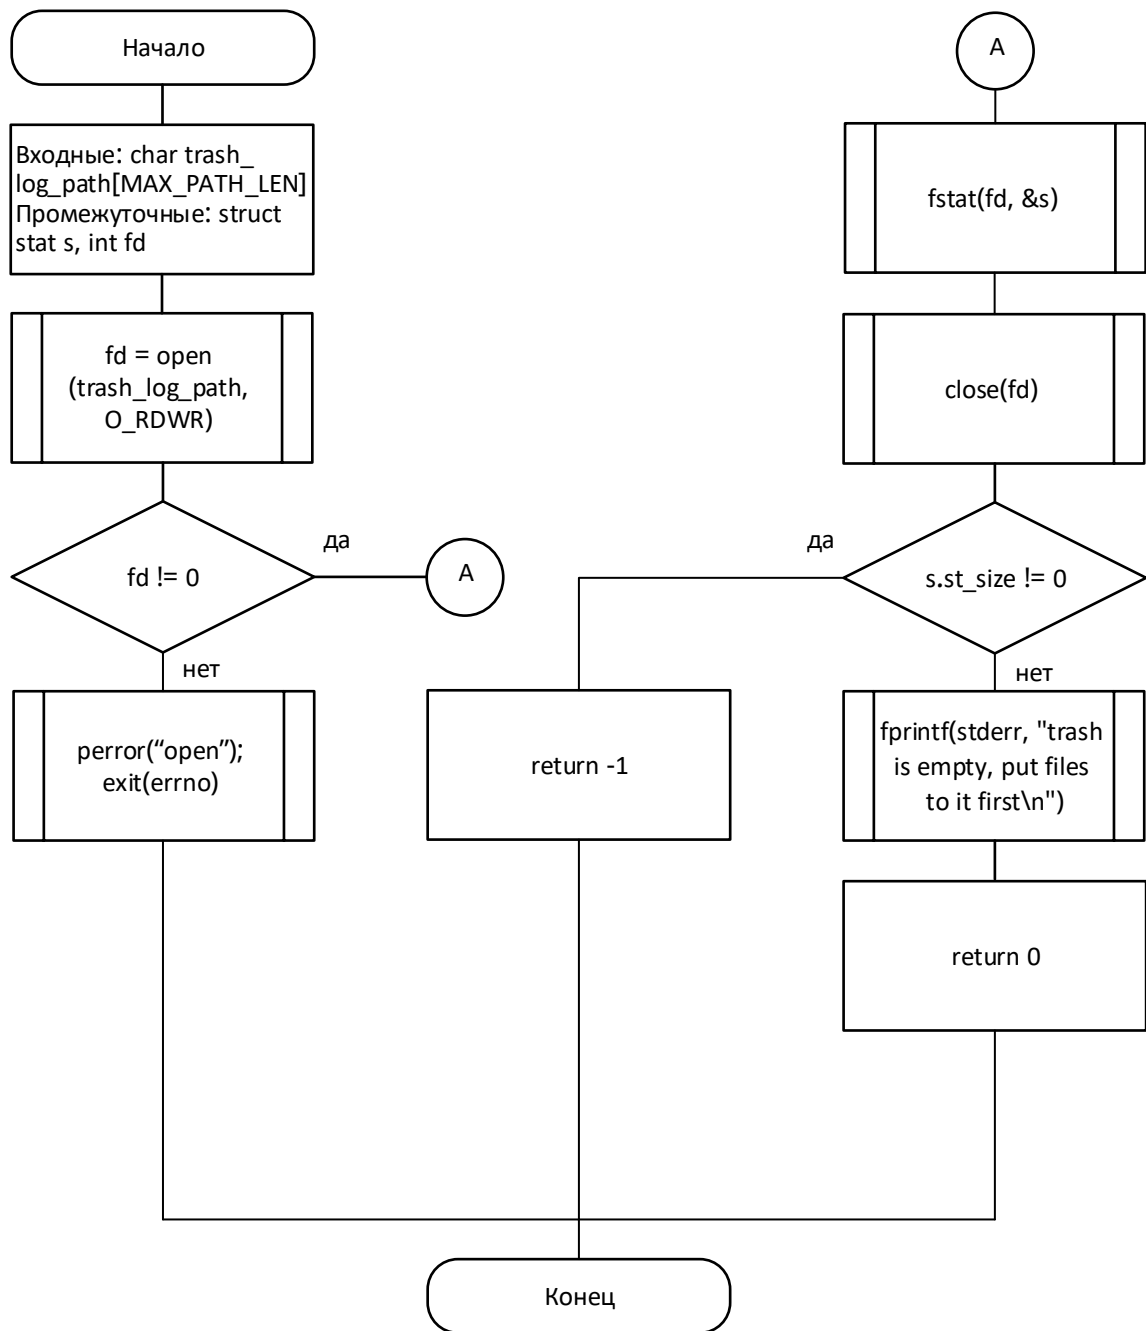 Начало
Входные: char trash_
log_path[MAX_PATH_LEN]
Промежуточные: struct
stat s, int fd
fd = open
(trash_log_path,
O_RDWR)
fd != 0
да
A
нет
perror(“open”);
exit(errno)
A
fstat(fd, &s)
close(fd)
да
s.st_size != 0
нет
return -1
fprintf(stderr, "trash
is empty, put files
to it first\n")
return 0
Конец